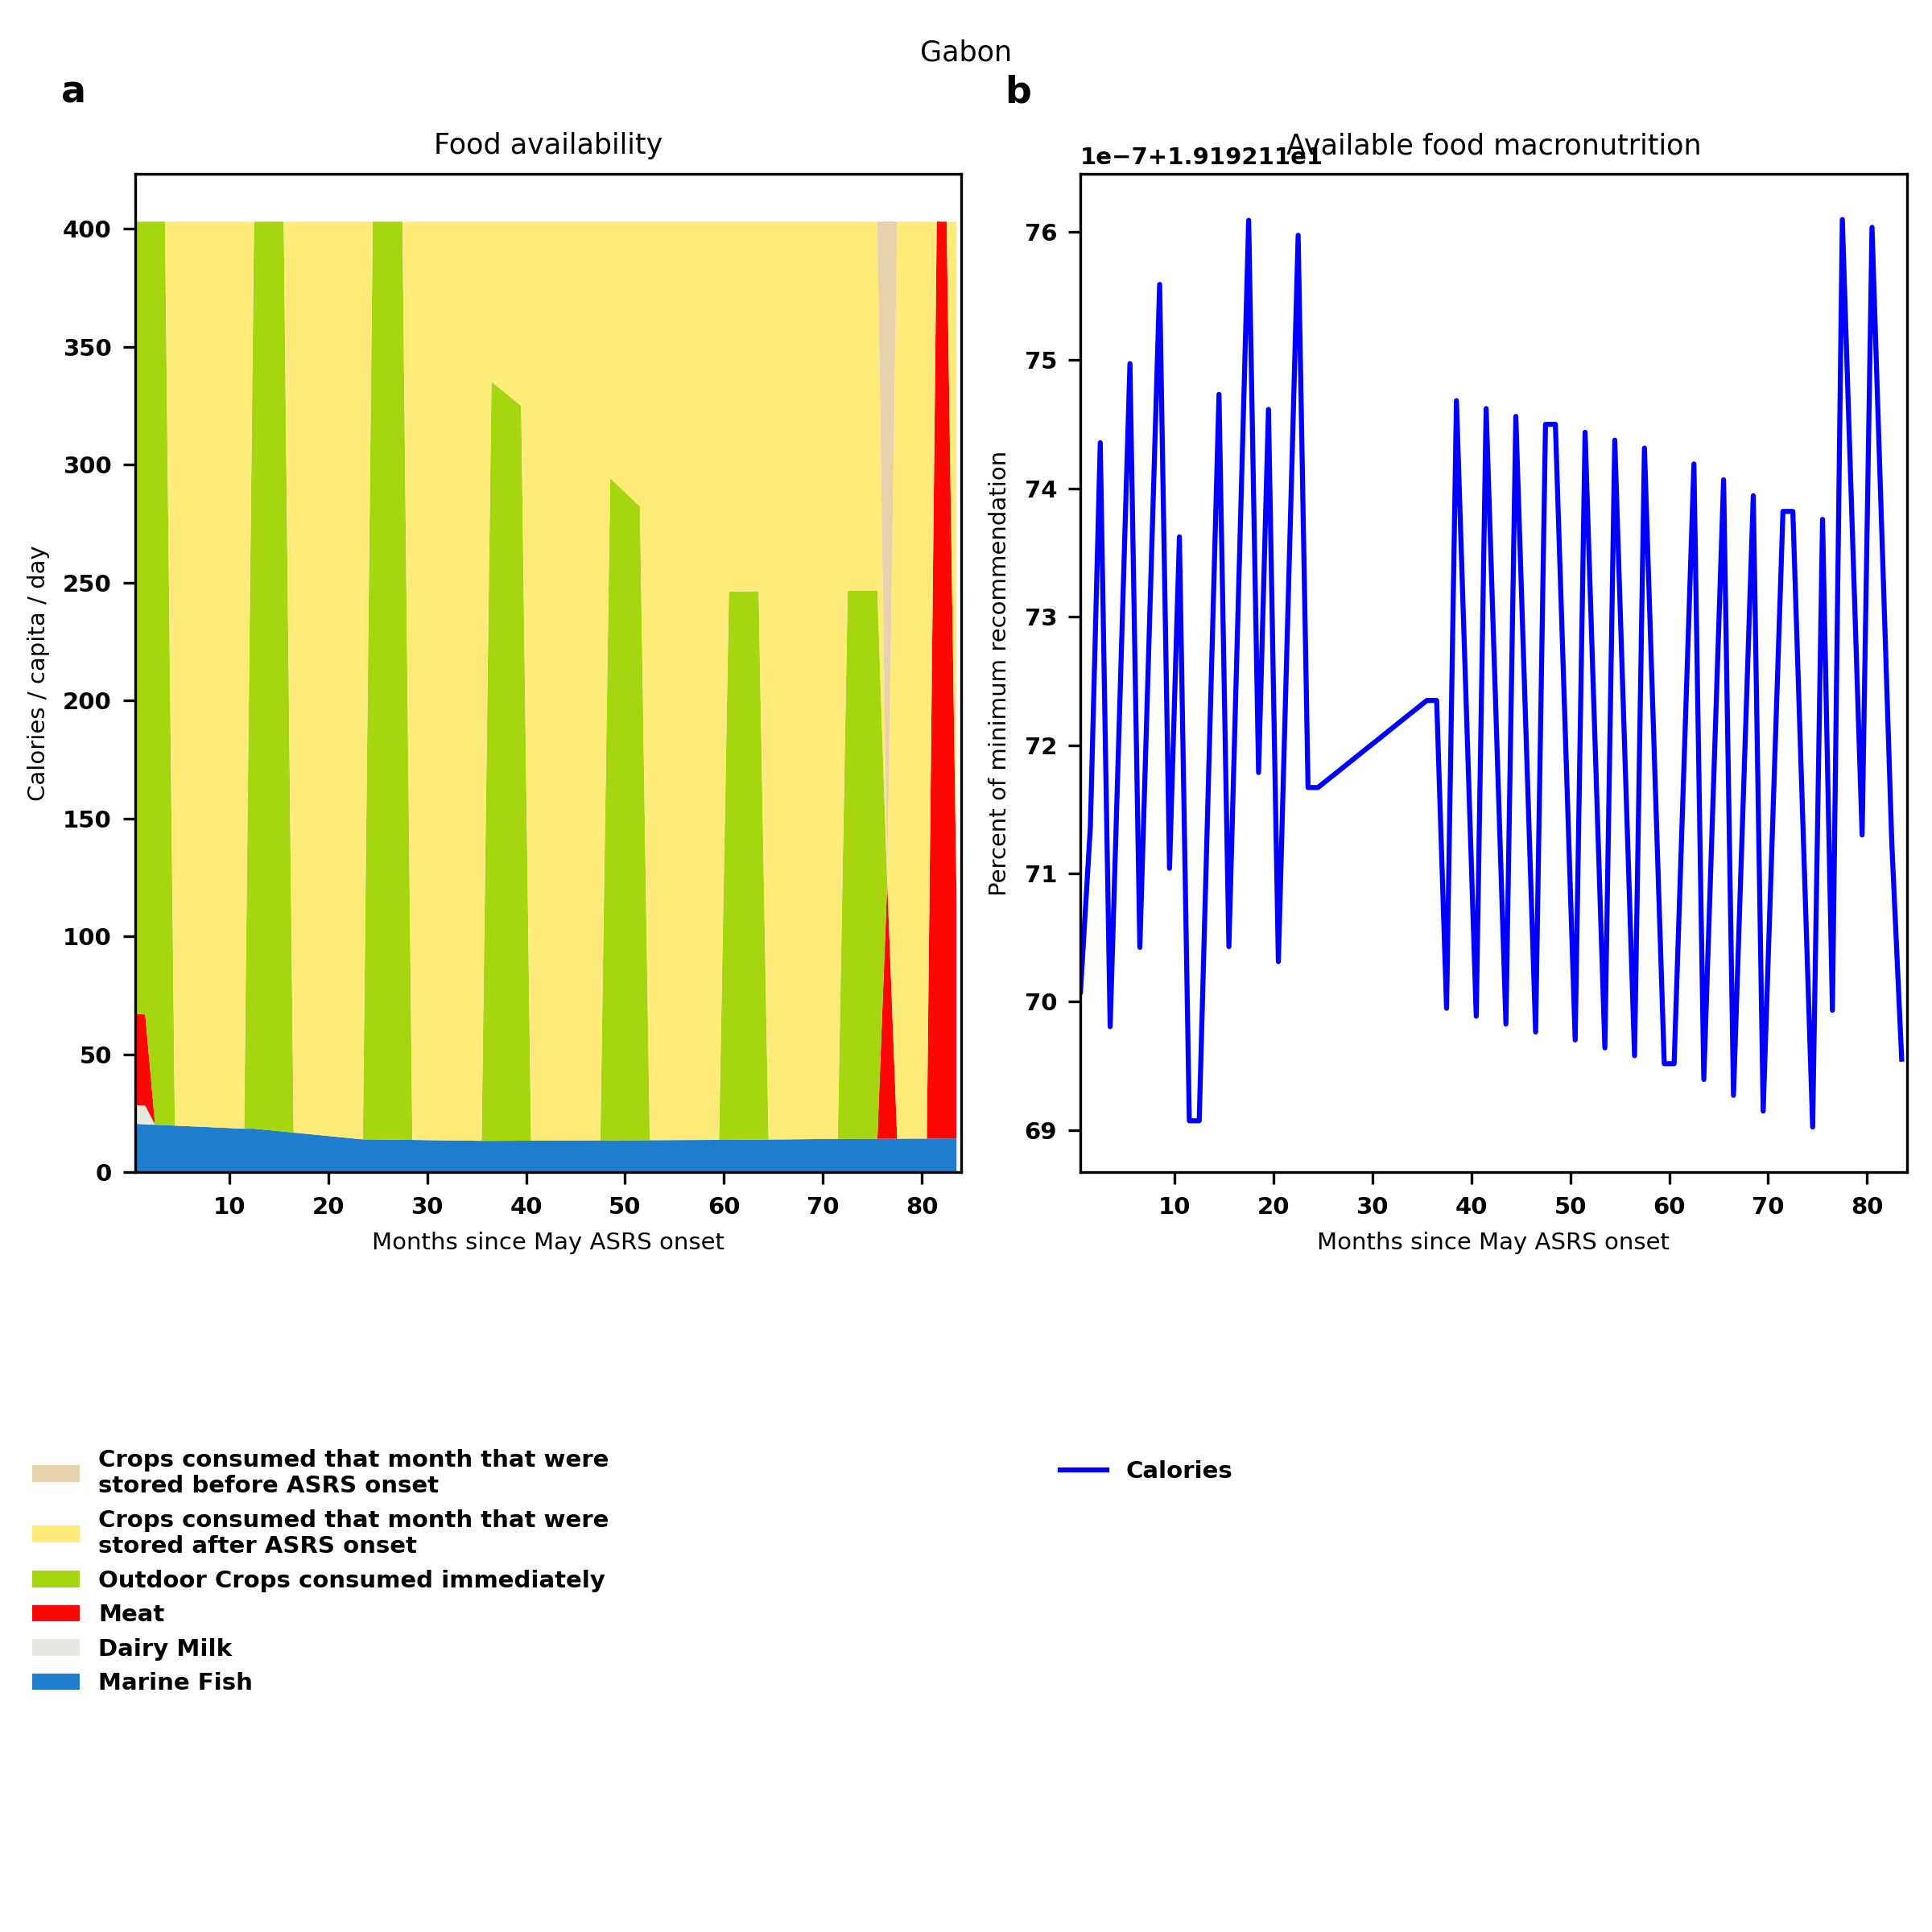 Gabon
a
b
Food availability
Available food macronutrition
1e−7+1.919211e1
400
350
300
250
200
150
100
50
0
Calories / capita / day
10 20 30 40 50 60 70 80
Months since May ASRS onset
76
75
74
73
72
71
70
69
Percent of minimum recommendation
10 20 30 40 50 60 70 80
Months since May ASRS onset
Crops consumed that month that were
stored before ASRS onset
Crops consumed that month that were
stored after ASRS onset
Outdoor Crops consumed immediately
Meat
Dairy Milk
Marine Fish
Calories